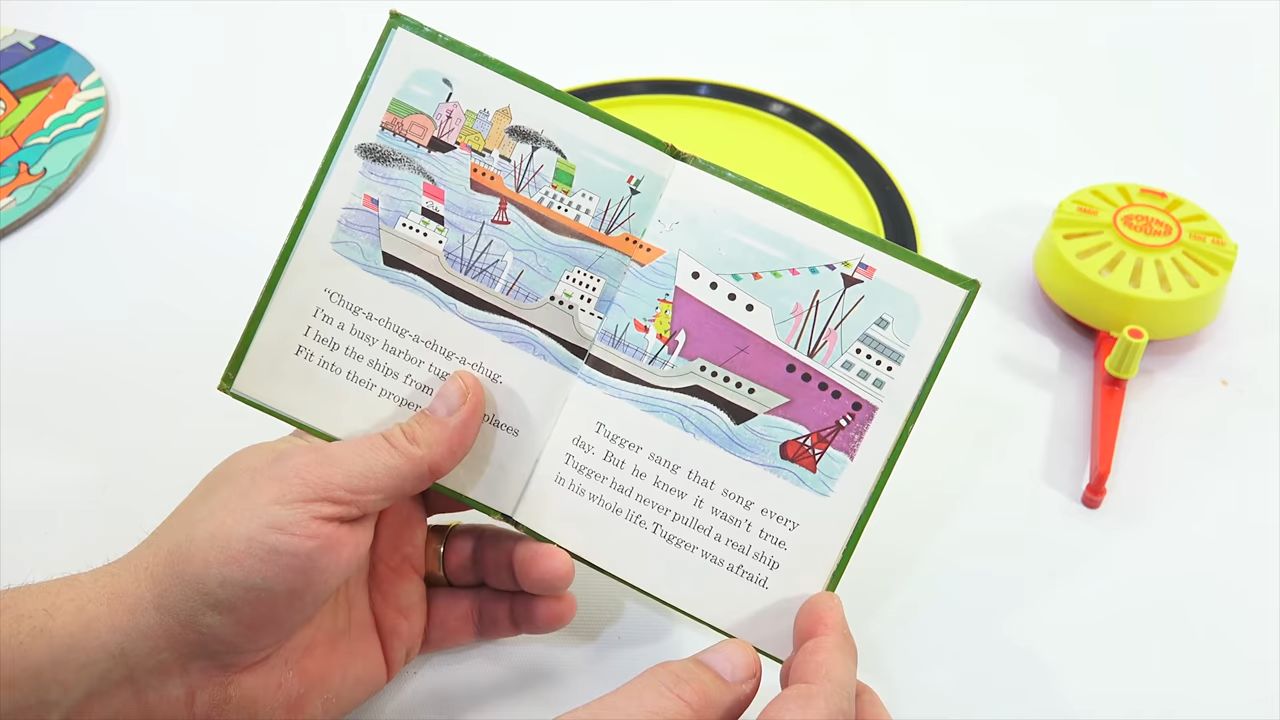 "Chug-a-chug-a-chug-a-chug.
I'm a busy harbor tug
I help the ships from places
Fit into their proper
Tugger sang that song every
day. But he knew it wasn't true.
Tugger had never pulled a real ship
in his whole life. Tugger was afraid.
SOUND
ROUND